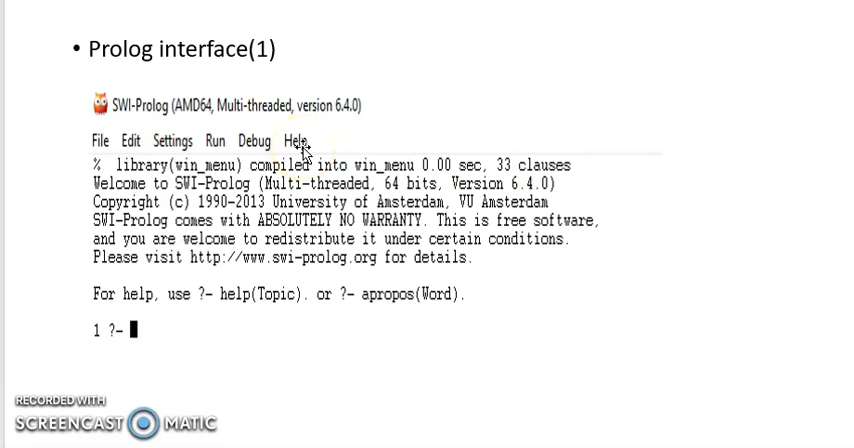 • Prolog interface(1)
SWI-Prolog (AMD64, Multi-threaded, version 6.4.0)
File Edit Settings Run Debug Help
% library(win_menu) compiled into win_menu 0.00 sec, 33 clauses
Welcome to SWI-Prolog (Multi-threaded, 64 bits, Version 6.4.0)
Copyright (c) 1990-2013 University of Amsterdam, VU Amsterdam
SWI-Prolog comes with ABSOLUTELY NO WARRANTY. This is free software,
and you are welcome to redistribute it under certain conditions.
Please visit http://www.swi-prolog.org for details.
For help, use ?- help(Topic). or ?- apropos(Word).
1 ?-
RECORDED WITH
SCREENCAST MATIC